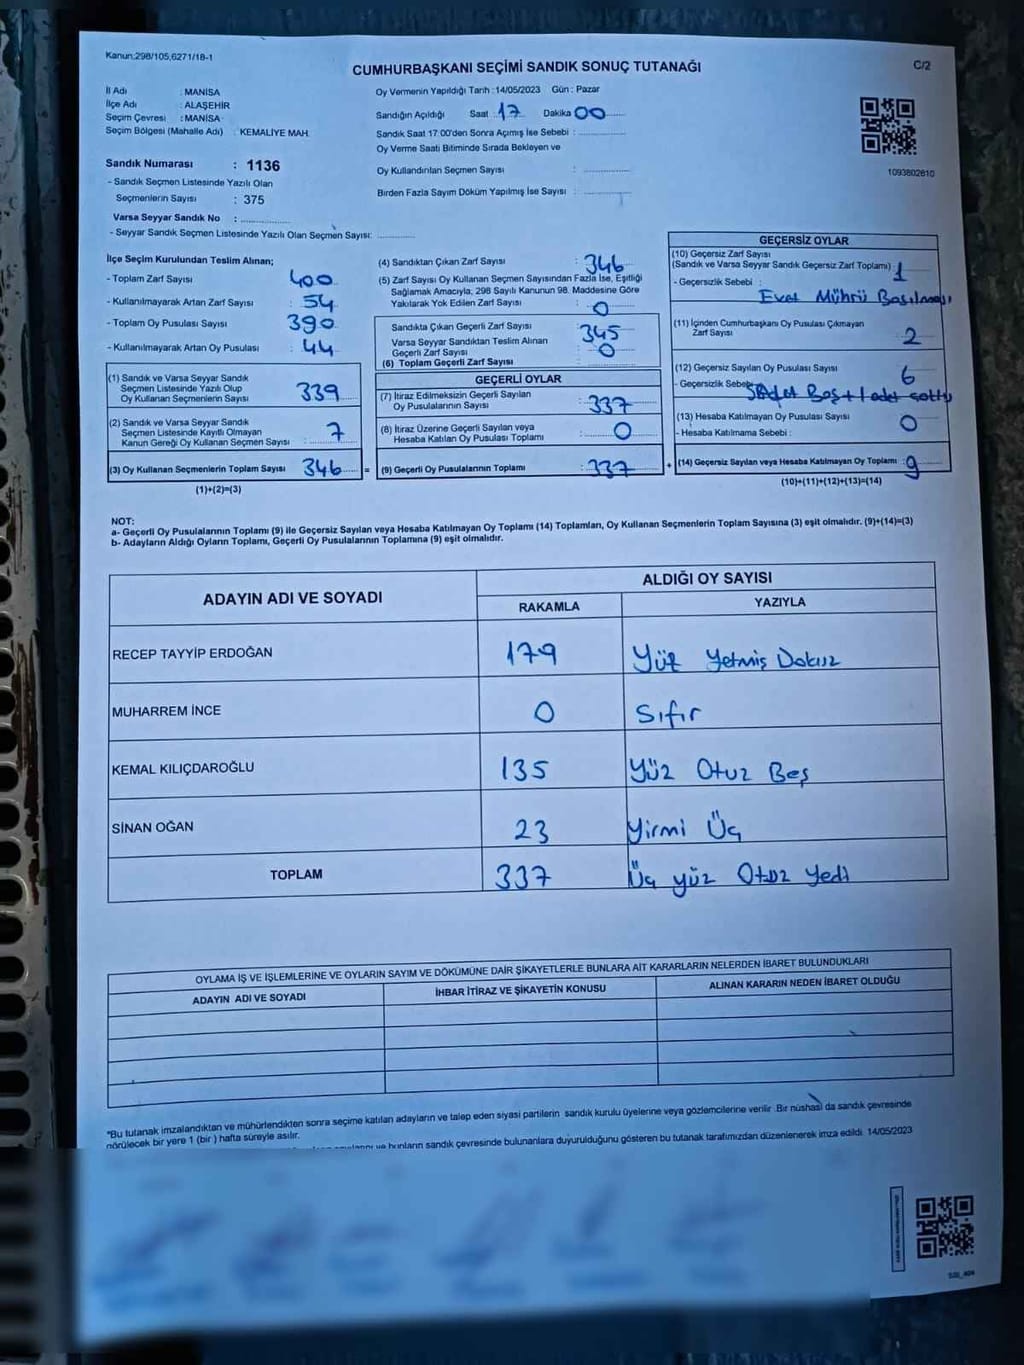 Kanun:298/105,6271/18-1
C/2
CUMHURBAŞKANI SEÇİMİ SANDIK SONUÇ TUTANAĞI
İl Adı : MANİSA
İlçe Adı : ALAŞEHİR
Seçim Çevresi : MANİSA
Seçim Bölgesi (Mahalle Adı) : KEMALİYE MAH.
Sandık Numarası : 1136
- Sandık Seçmen Listesinde Yazılı Olan
Seçmenlerin Sayısı : 375
Varsa Seyyar Sandık No : ..............
- Seyyar Sandık Seçmen Listesinde Yazılı Olan Seçmen Sayısı: ............
Oy Vermenin Yapıldığı Tarih :14/05/2023 Gün : Pazar
Sandığın Açıldığı Saat 17 Dakika 00
Sandık Saat 17.00'den Sonra Açımış İse Sebebi : ..............
Oy Verme Saati Bitiminde Sırada Bekleyen ve
Oy Kullandırılan Seçmen Sayısı : ..............
Birden Fazla Sayım Döküm Yapılmış İse Sayısı : ..............
1093802610
İlçe Seçim Kurulundan Teslim Alınan;
- Toplam Zarf Sayısı : 400
- Kullanılmayarak Artan Zarf Sayısı : 54
- Toplam Oy Pusulası Sayısı : 390
- Kullanılmayarak Artan Oy Pusulası : 44
(1) Sandık ve Varsa Seyyar Sandık
Seçmen Listesinde Yazılı Olup
Oy Kullanan Seçmenlerin Sayısı : 339
(2) Sandık ve Varsa Seyyar Sandık
Seçmen Listesinde Kayıtlı Olmayan
Kanun Gereği Oy Kullanan Seçmen Sayısı : 7
(3) Oy Kullanan Seçmenlerin Toplam Sayısı : 346
(1)+(2)=(3)
(4) Sandıktan Çıkan Zarf Sayısı : 346
(5) Zarf Sayısı Oy Kullanan Seçmen Sayısından Fazla İse, Eşitliği
Sağlamak Amacıyla, 298 Sayılı Kanunun 98. Maddesine Göre
Yakılarak Yok Edilen Zarf Sayısı : 0
Sandıkta Çıkan Geçerli Zarf Sayısı : 345
Varsa Seyyar Sandıktan Teslim Alınan
Geçerli Zarf Sayısı : 0
(6) Toplam Geçerli Zarf Sayısı
GEÇERLİ OYLAR
(7) İtiraz Edilmeksizin Geçerli Sayılan
Oy Pusulalarının Sayısı : 337
(8) İtiraz Üzerine Geçerli Sayılan veya
Hesaba Katılan Oy Pusulası Toplamı : 0
= (9) Geçerli Oy Pusulalarının Toplamı : 337
GEÇERSİZ OYLAR
(10) Geçersiz Zarf Sayısı
(Sandık ve Varsa Seyyar Sandık Geçersiz Zarf Toplamı) : 1
- Geçersizlik Sebebi :
Evet Mührü Basılması
(11) İçinden Cumhurbaşkanı Oy Pusulası Çıkmayan
Zarf Sayısı : 2
(12) Geçersiz Sayılan Oy Pusulası Sayısı : 6
- Geçersizlik Sebebi : 5 Adet Boş + 1 adet
(13) Hesaba Katılmayan Oy Pusulası Sayısı : 0
- Hesaba Katılmama Sebebi :
+ (14) Geçersiz Sayılan veya Hesaba Katılmayan Oy Toplamı : 9
(10)+(11)+(12)+(13)=(14)
NOT:
a- Geçerli Oy Pusulalarının Toplamı (9) ile Geçersiz Sayılan veya Hesaba Katılmayan Oy Toplamı (14) Toplamları, Oy Kullanan Seçmenlerin Toplam Sayısına (3) eşit olmalıdır. (9)+(14)=(3)
b- Adayların Aldığı Oyların Toplamı, Geçerli Oy Pusulalarının Toplamına (9) eşit olmalıdır.
ADAYIN ADI VE SOYADI
ALDIĞI OY SAYISI
RAKAMLA YAZIYLA
RECEP TAYYİP ERDOĞAN 179 Yüz Yetmiş Dokuz
MUHARREM İNCE 0 Sıfır
KEMAL KILIÇDAROĞLU 135 Yüz Otuz Beş
SİNAN OĞAN 23 Yirmi Üç
TOPLAM 337 Üç yüz Otuz Yedi
OYLAMA İŞ VE İŞLEMLERİNE VE OYLARIN SAYIM VE DÖKÜMÜNE DAİR ŞİKAYETLERLE BUNLARA AİT KARARLARIN NELERDEN İBARET BULUNDUKLARI
ADAYIN ADI VE SOYADI İHBAR İTİRAZ VE ŞİKAYETİN KONUSU ALINAN KARARIN NEDEN İBARET OLDUĞU
*Bu tutanak imzalandıktan ve mühürlendikten sonra seçime katılan adayların ve talep eden siyasi partilerin sandık kurulu üyelerine veya gözlemcilerine verilir. Bir nüshası da sandık çevresinde
görülecek bir yere 1 (bir) hafta süreyle asılır.
ve bunların sandık çevresinde bulunanlara duyurulduğunu gösteren bu tutanak tarafımızdan düzenlenerek imza edildi. 14/05/2023